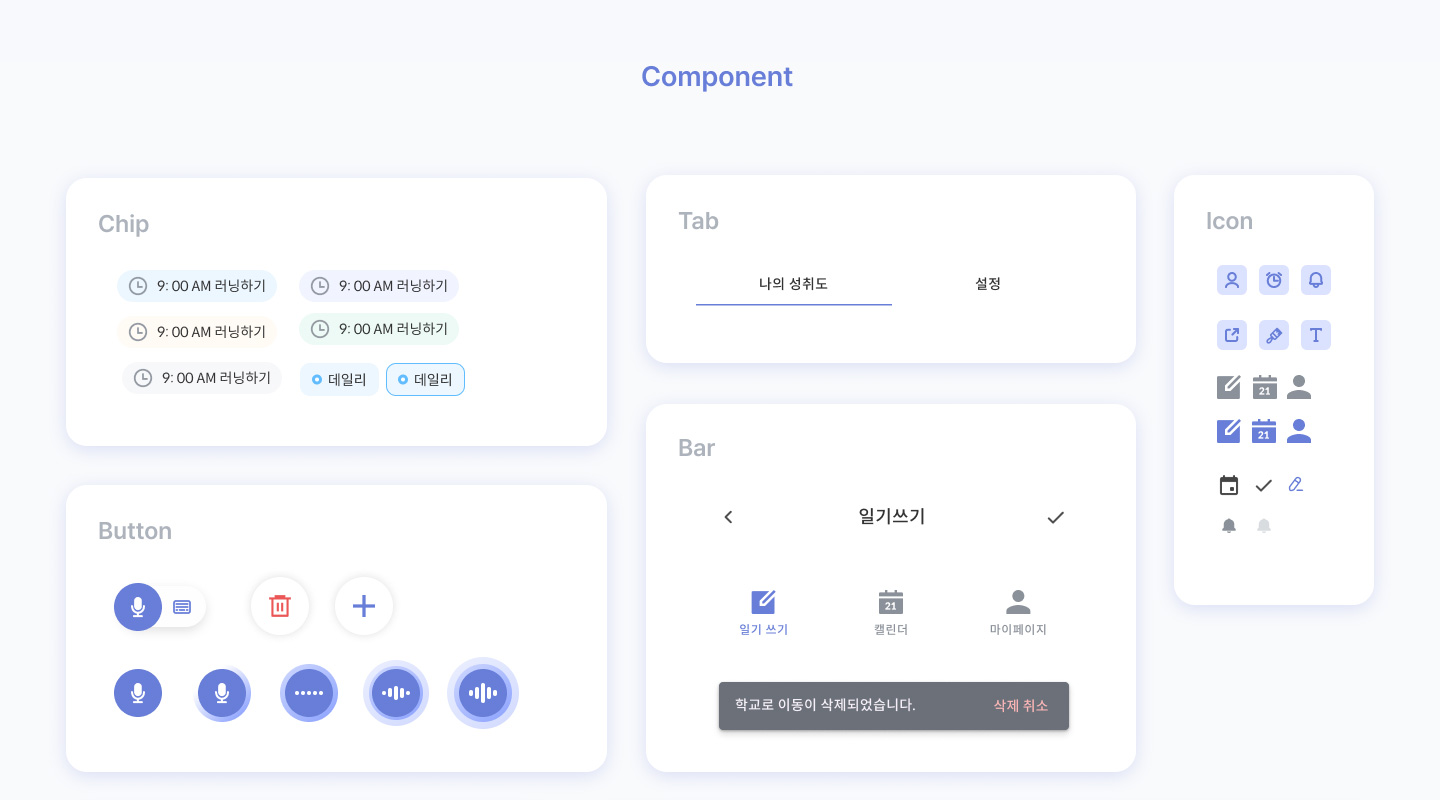 Component
Chip
9: 00 AM 러닝하기
9: 00 AM 러닝하기
9: 00 AM 러닝하기
9: 00 AM 러닝하기
9: 00 AM 러닝하기
데일리
데일리
Button
Tab
나의 성취도
설정
Bar
일기쓰기
21
일기 쓰기
캘린더
마이페이지
학교로 이동이 삭제되었습니다.
삭제 취소
Icon
T
21
21